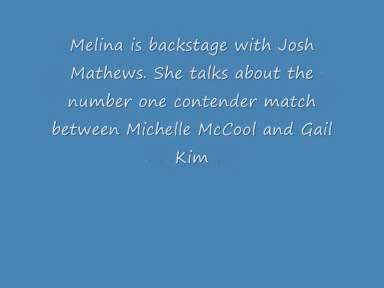 Melina is backstage with Josh
Mathews. She talks about the
number one contender match
between Michelle McCool and Gail
Kim